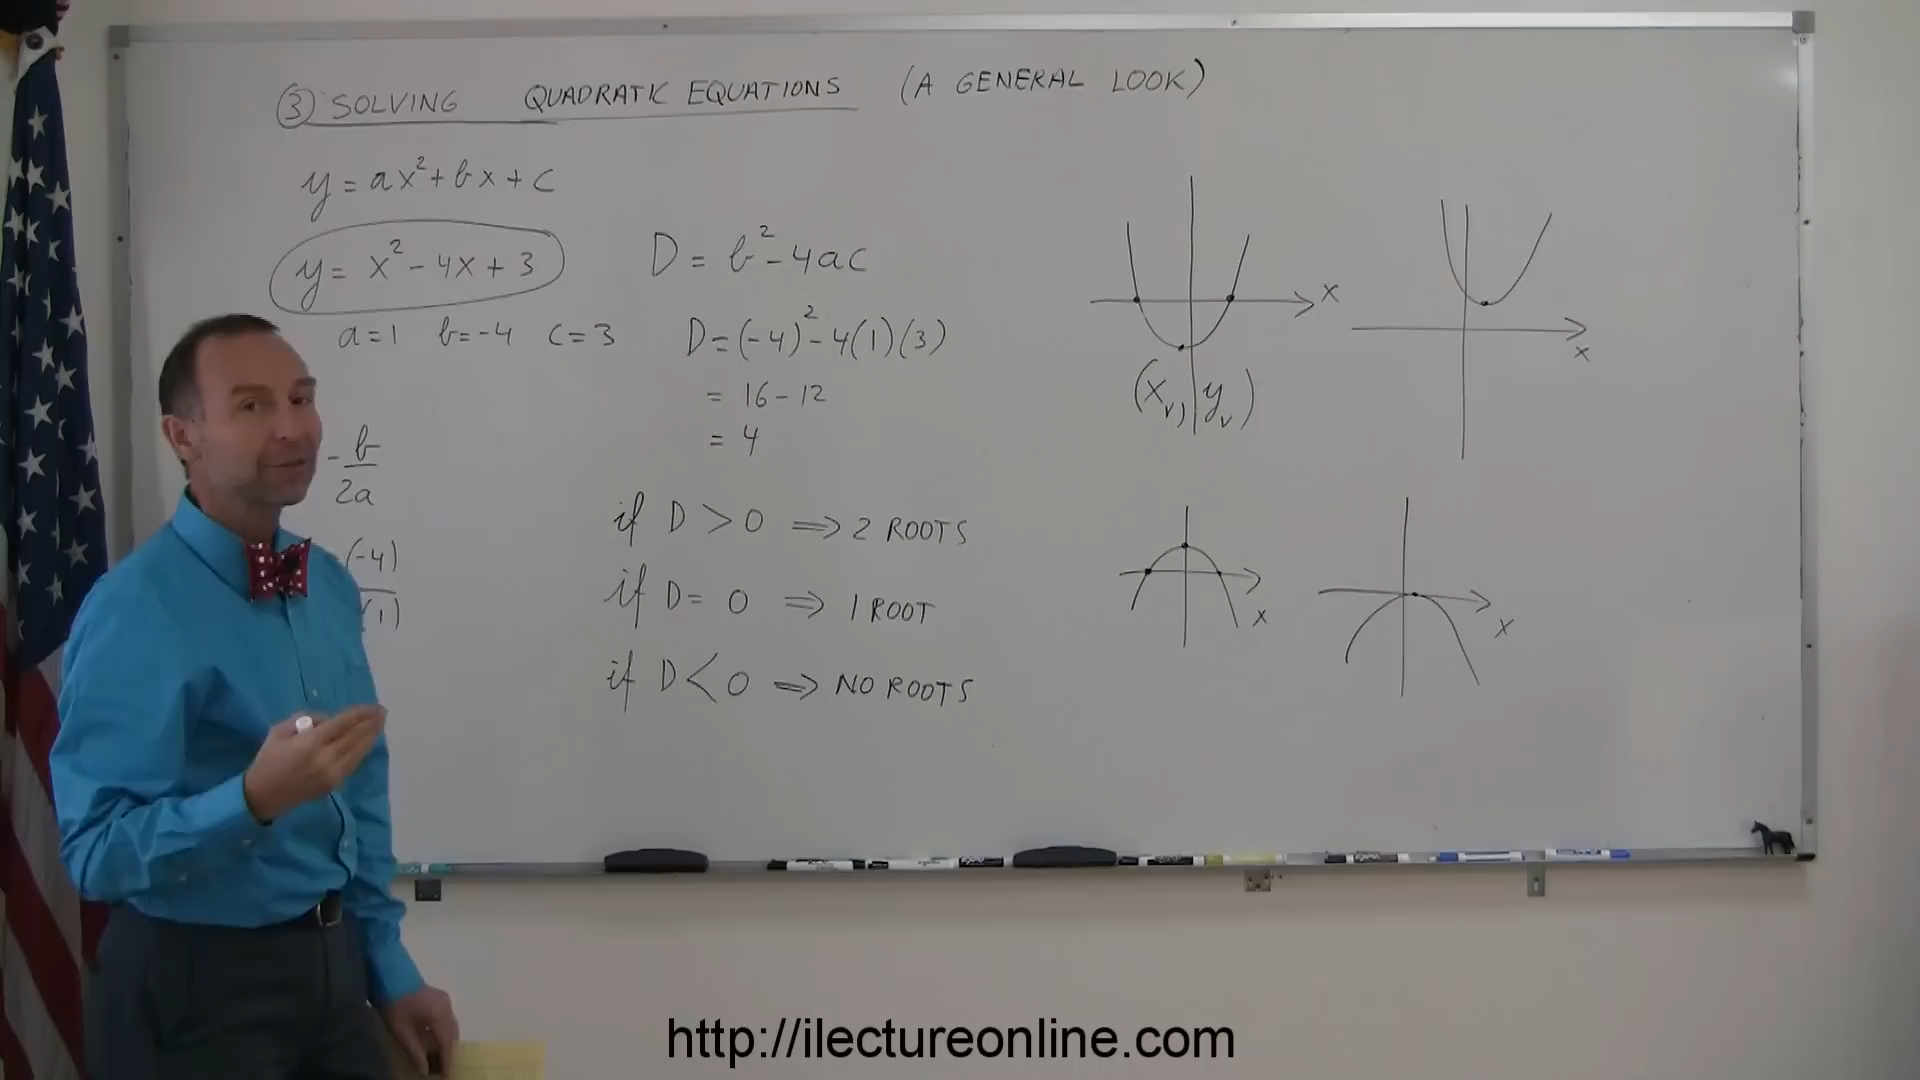 ③ SOLVING QUADRATIC EQUATIONS (A GENERAL LOOK)
y = ax² + bx + c
y = x² - 4x + 3
a = 1 b = -4 c = 3
- b
2a
(-4)
(1)
D = b² - 4ac
D = (-4)² - 4(1)(3)
= 16 - 12
= 4
if D > 0 ⇒ 2 ROOTS
if D = 0 ⇒ 1 ROOT
if D < 0 ⇒ NO ROOTS
x
(xᵥ, yᵥ)
x
x
x
http://ilectureonline.com